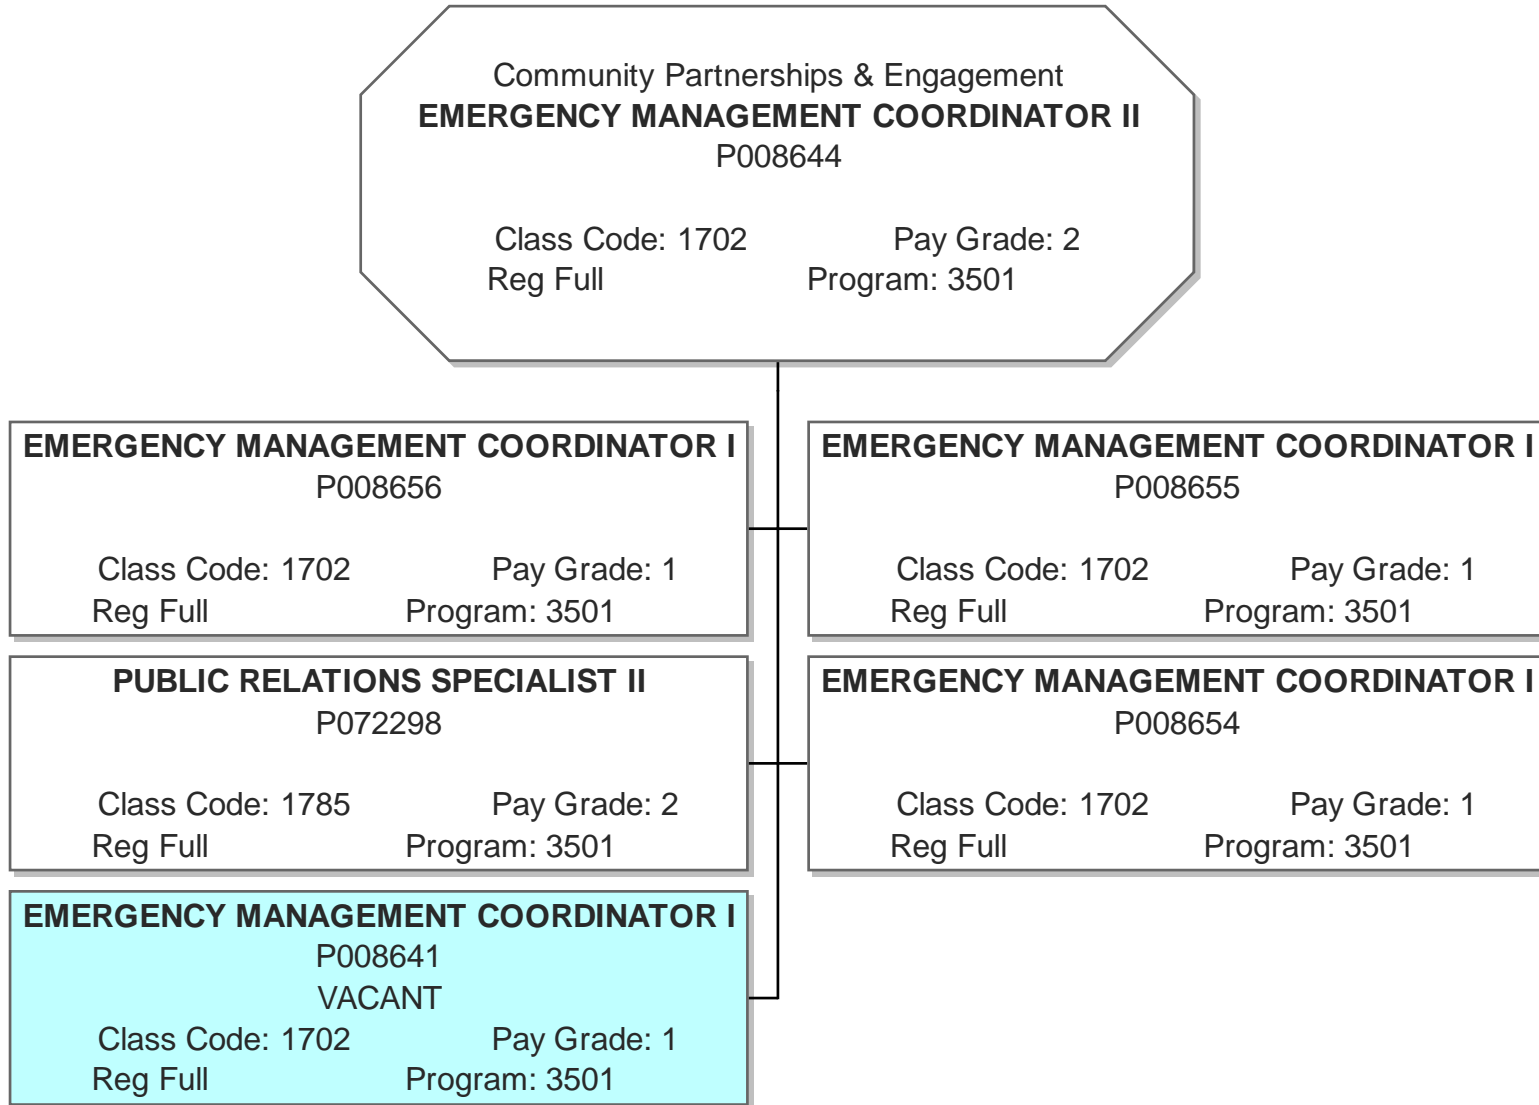 Community Partnerships & Engagement
EMERGENCY MANAGEMENT COORDINATOR II
P008644
Class Code: 1702 Pay Grade: 2
Reg Full Program: 3501
EMERGENCY MANAGEMENT COORDINATOR I
P008656
Class Code: 1702 Pay Grade: 1
Reg Full Program: 3501
EMERGENCY MANAGEMENT COORDINATOR I
P008655
Class Code: 1702 Pay Grade: 1
Reg Full Program: 3501
PUBLIC RELATIONS SPECIALIST II
P072298
Class Code: 1785 Pay Grade: 2
Reg Full Program: 3501
EMERGENCY MANAGEMENT COORDINATOR I
P008654
Class Code: 1702 Pay Grade: 1
Reg Full Program: 3501
EMERGENCY MANAGEMENT COORDINATOR I
P008641
VACANT
Class Code: 1702 Pay Grade: 1
Reg Full Program: 3501